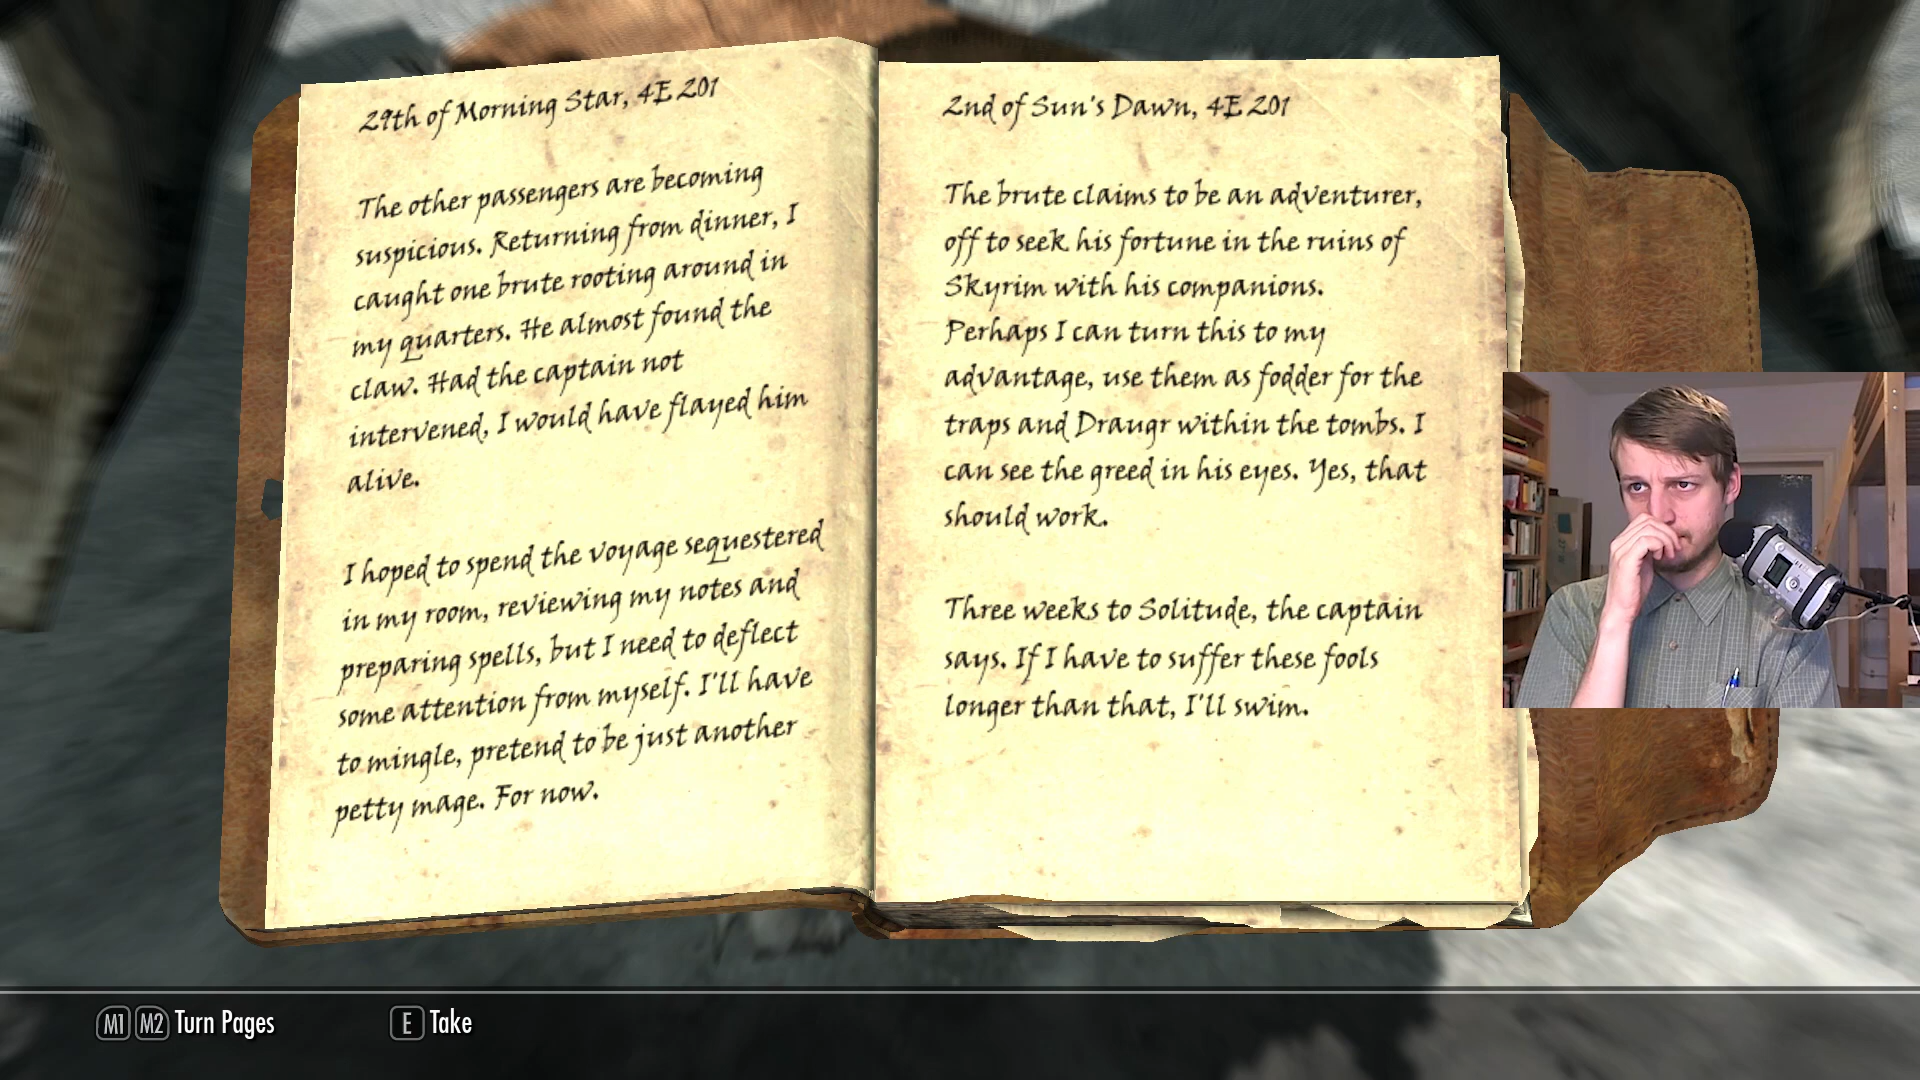 29th of Morning Star, 4E 201
The other passengers are becoming
suspicious. Returning from dinner, I
caught one brute rooting around in
my quarters. He almost found the
claw. Had the captain not
intervened, I would have flayed him
alive.
I hoped to spend the voyage sequestered
in my room, reviewing my notes and
preparing spells, but I need to deflect
some attention from myself. I'll have
to mingle, pretend to be just another
petty mage. For now.
2nd of Sun's Dawn, 4E 201
The brute claims to be an adventurer,
off to seek his fortune in the ruins of
Skyrim with his companions.
Perhaps I can turn this to my
advantage, use them as fodder for the
traps and Draugr within the tombs. I
can see the greed in his eyes. Yes, that
should work.
Three weeks to Solitude, the captain
says. If I have to suffer these fools
longer than that, I'll swim.
M1 M2 Turn Pages
E Take